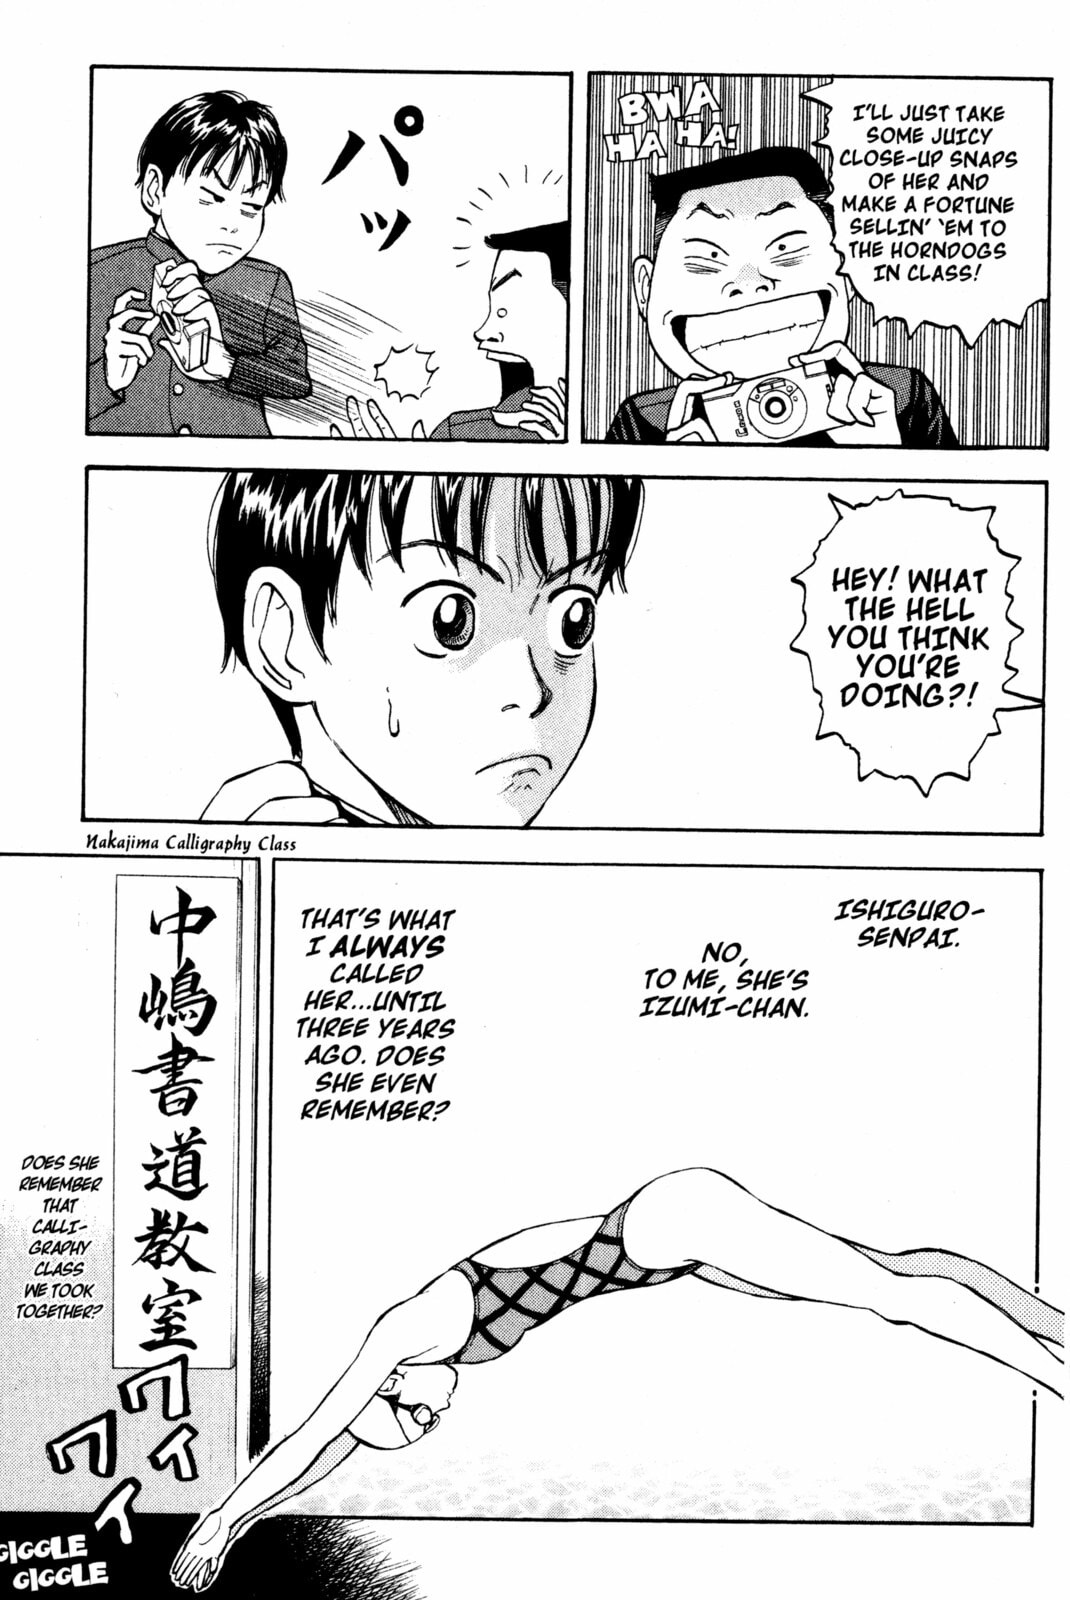 BWA
HA HA!
I'LL JUST TAKE
SOME JUICY
CLOSE-UP SNAPS
OF HER AND
MAKE A FORTUNE
SELLIN' 'EM TO
THE HORNDOGS
IN CLASS!
パッ
HEY! WHAT
THE HELL
YOU THINK
YOU'RE
DOING?!
ISHIGURO-
SENPAI.
NO,
TO ME, SHE'S
IZUMI-CHAN.
THAT'S WHAT
I ALWAYS
CALLED
HER...UNTIL
THREE YEARS
AGO. DOES
SHE EVEN
REMEMBER?
Nakajima Calligraphy Class
中嶋書道教室
DOES SHE
REMEMBER
THAT
CALLI-
GRAPHY
CLASS
WE TOOK
TOGETHER?
ワイ
ワイ
GIGGLE
GIGGLE